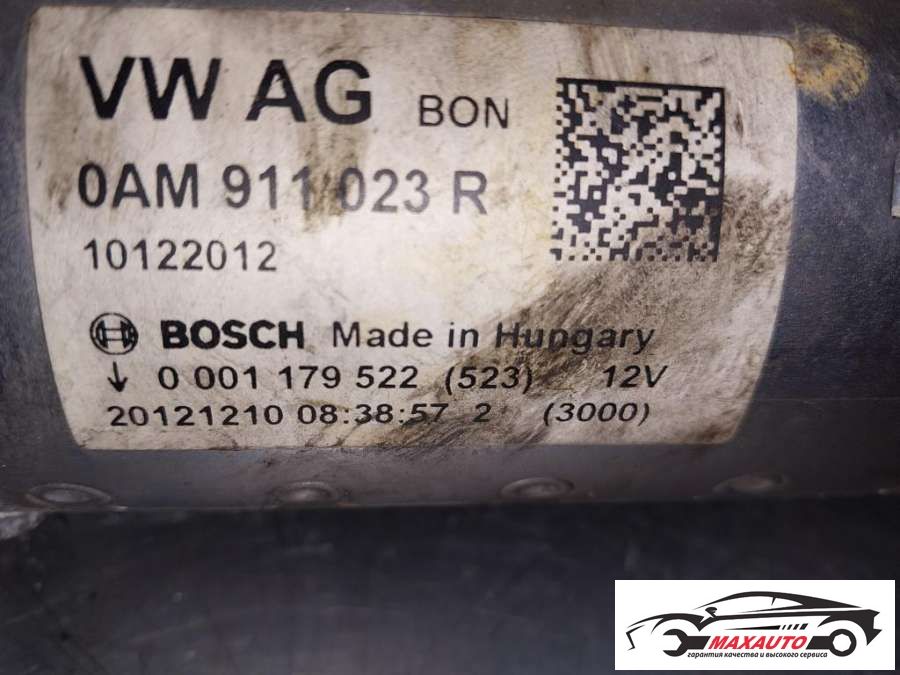 VW AG BON
0AM 911 023 R
10122012
BOSCH Made in Hungary
↓ 0 001 179 522 (523) 12V
20121210 08:38:57 2 (3000)
MAXAUTO
гарантия качества и высокого сервиса